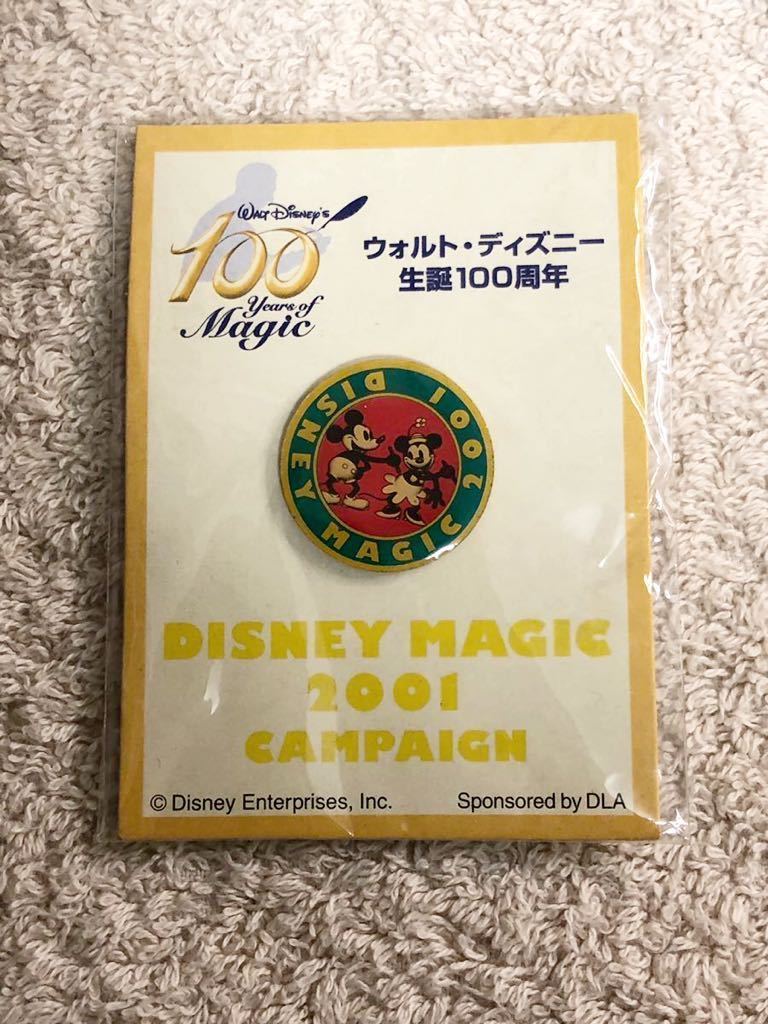 WALT DISNEY'S
100
Years of
Magic
ウォルト・ディズニー
生誕100周年
DISNEY MAGIC 2001
DISNEY MAGIC
2001
CAMPAIGN
© Disney Enterprises, Inc.
Sponsored by DLA